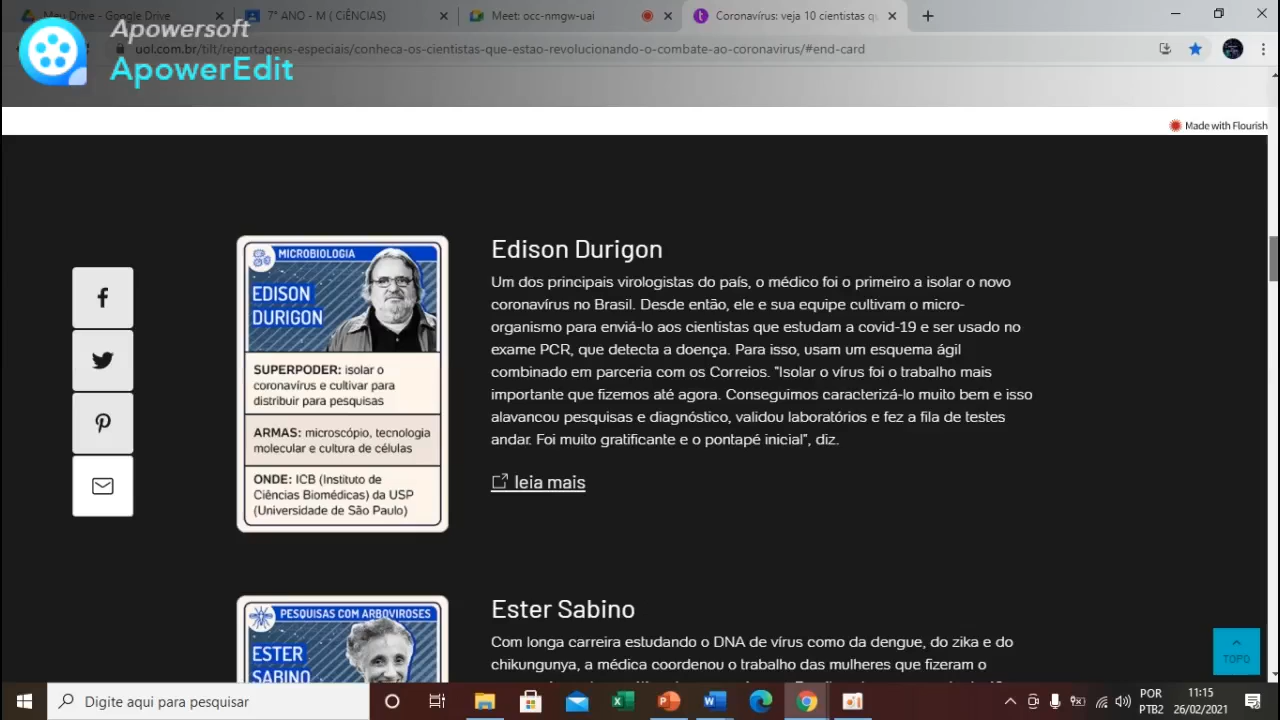 Meu Drive - Google Drive
7° ANO - M ( CIÊNCIAS)
Meet: occ-nmgw-uai
Coronavírus: veja 10 cientistas qu
Apowersoft
ApowerEdit
uol.com.br/tilt/reportagens-especiais/conheca-os-cientistas-que-estao-revolucionando-o-combate-ao-coronavirus/#end-card
Made with Flourish
MICROBIOLOGIA
EDISON
DURIGON
SUPERPODER: isolar o
coronavírus e cultivar para
distribuir para pesquisas
ARMAS: microscópio, tecnologia
molecular e cultura de células
ONDE: ICB (Instituto de
Ciências Biomédicas) da USP
(Universidade de São Paulo)
Edison Durigon
Um dos principais virologistas do país, o médico foi o primeiro a isolar o novo
coronavírus no Brasil. Desde então, ele e sua equipe cultivam o micro-
organismo para enviá-lo aos cientistas que estudam a covid-19 e ser usado no
exame PCR, que detecta a doença. Para isso, usam um esquema ágil
combinado em parceria com os Correios. "Isolar o vírus foi o trabalho mais
importante que fizemos até agora. Conseguimos caracterizá-lo muito bem e isso
alavancou pesquisas e diagnóstico, validou laboratórios e fez a fila de testes
andar. Foi muito gratificante e o pontapé inicial", diz.
leia mais
PESQUISAS COM ARBOVIROSES
ESTER
SABINO
Ester Sabino
Com longa carreira estudando o DNA de vírus como da dengue, do zika e do
chikungunya, a médica coordenou o trabalho das mulheres que fizeram o
TOPO
Digite aqui para pesquisar
POR
PTB2
11:15
26/02/2021